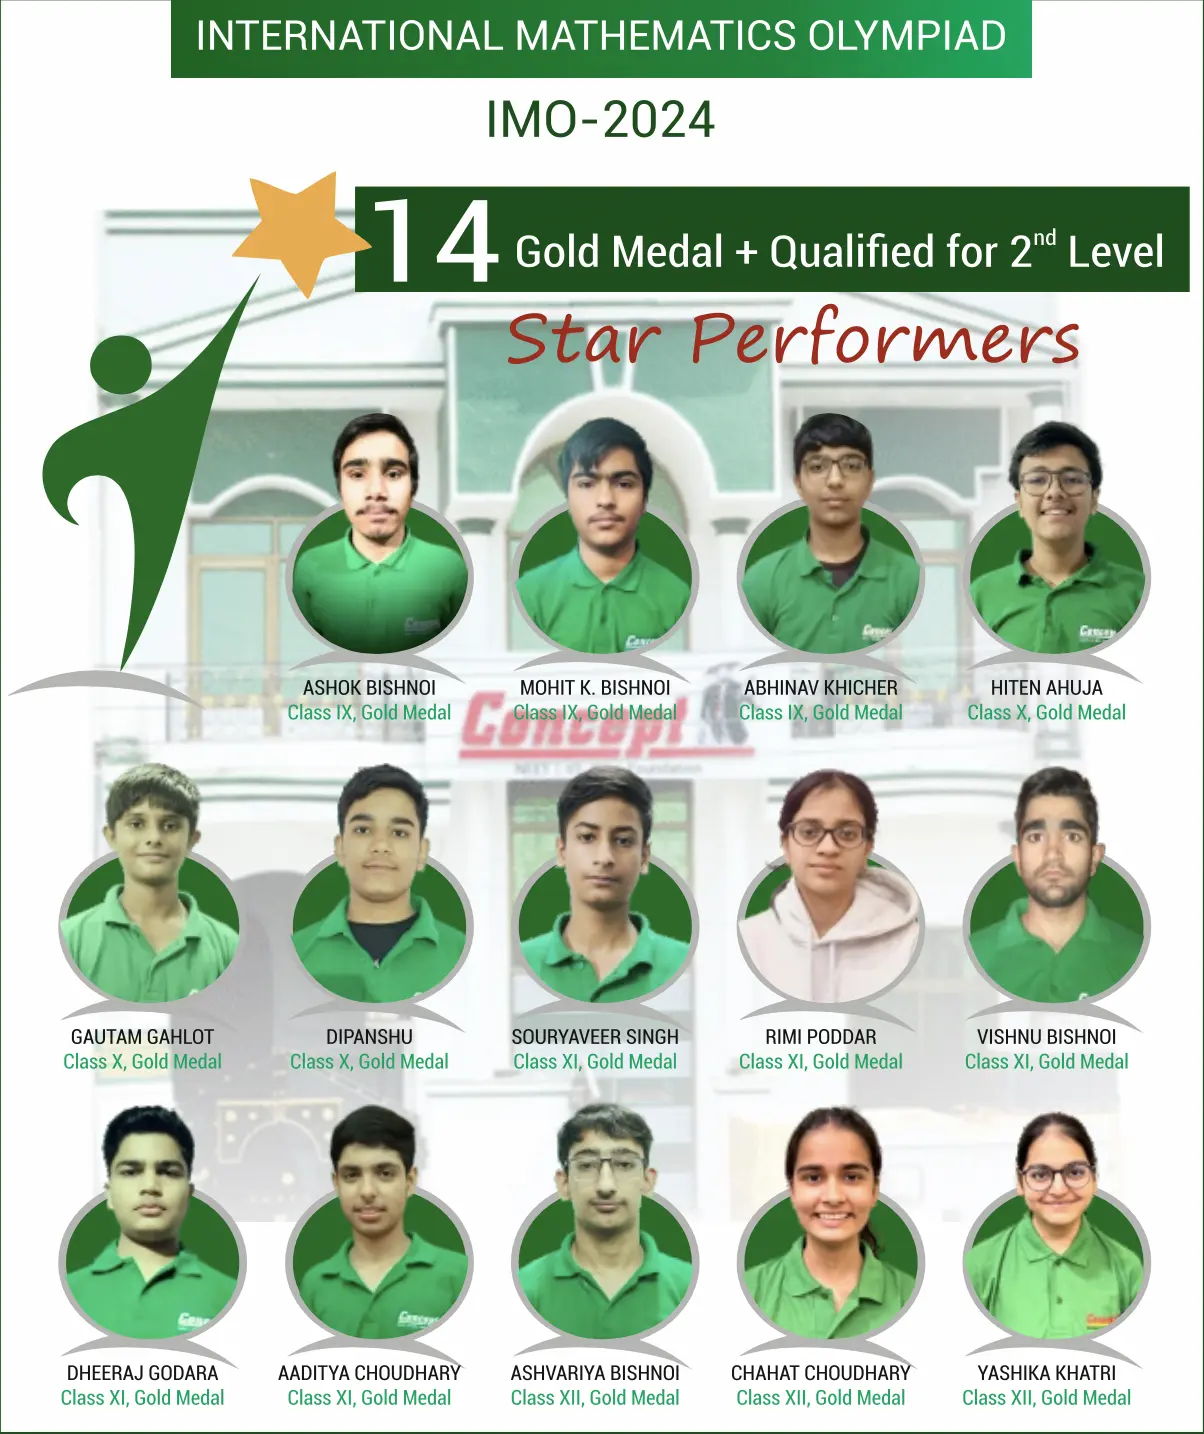 INTERNATIONAL MATHEMATICS OLYMPIAD
IMO-2024
14 Gold Medal + Qualified for 2nd Level
Star Performers
ASHOK BISHNOI
Class IX, Gold Medal
MOHIT K. BISHNOI
Class IX, Gold Medal
ABHINAV KHICHER
Class IX, Gold Medal
HITEN AHUJA
Class X, Gold Medal
Concept
GAUTAM GAHLOT
Class X, Gold Medal
DIPANSHU
Class X, Gold Medal
SOURYAVEER SINGH
Class XI, Gold Medal
RIMI PODDAR
Class XI, Gold Medal
VISHNU BISHNOI
Class XI, Gold Medal
DHEERAJ GODARA
Class XI, Gold Medal
AADITYA CHOUDHARY
Class XI, Gold Medal
ASHVARIYA BISHNOI
Class XII, Gold Medal
CHAHAT CHOUDHARY
Class XII, Gold Medal
YASHIKA KHATRI
Class XII, Gold Medal